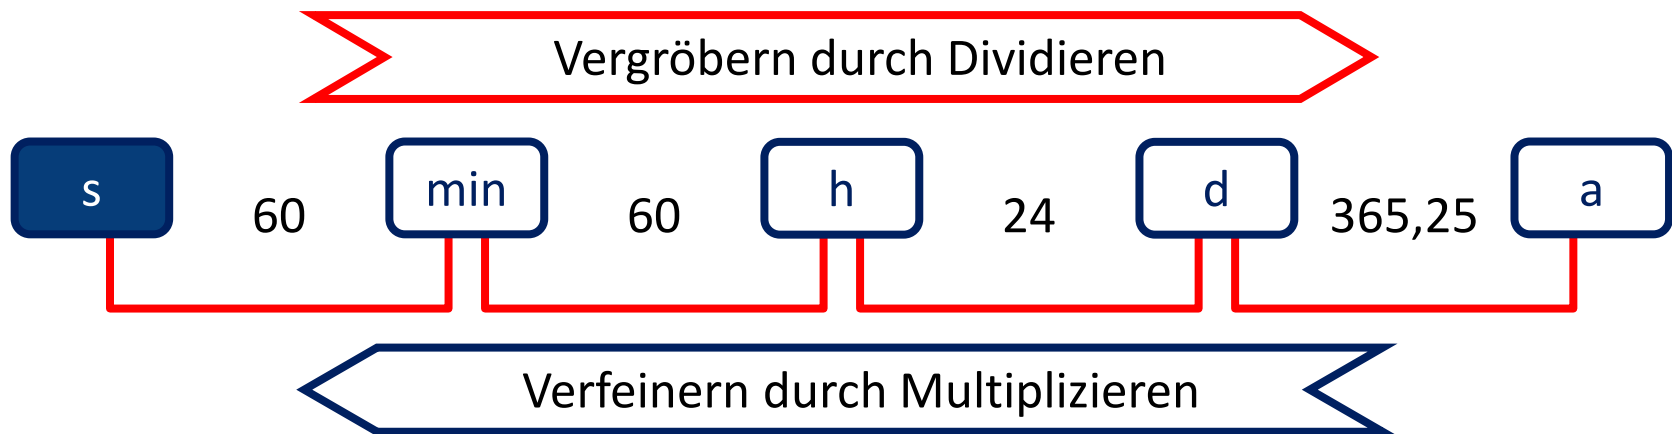 Vergröbern durch Dividieren
s 60 min 60 h 24 d 365,25 a
Verfeinern durch Multiplizieren